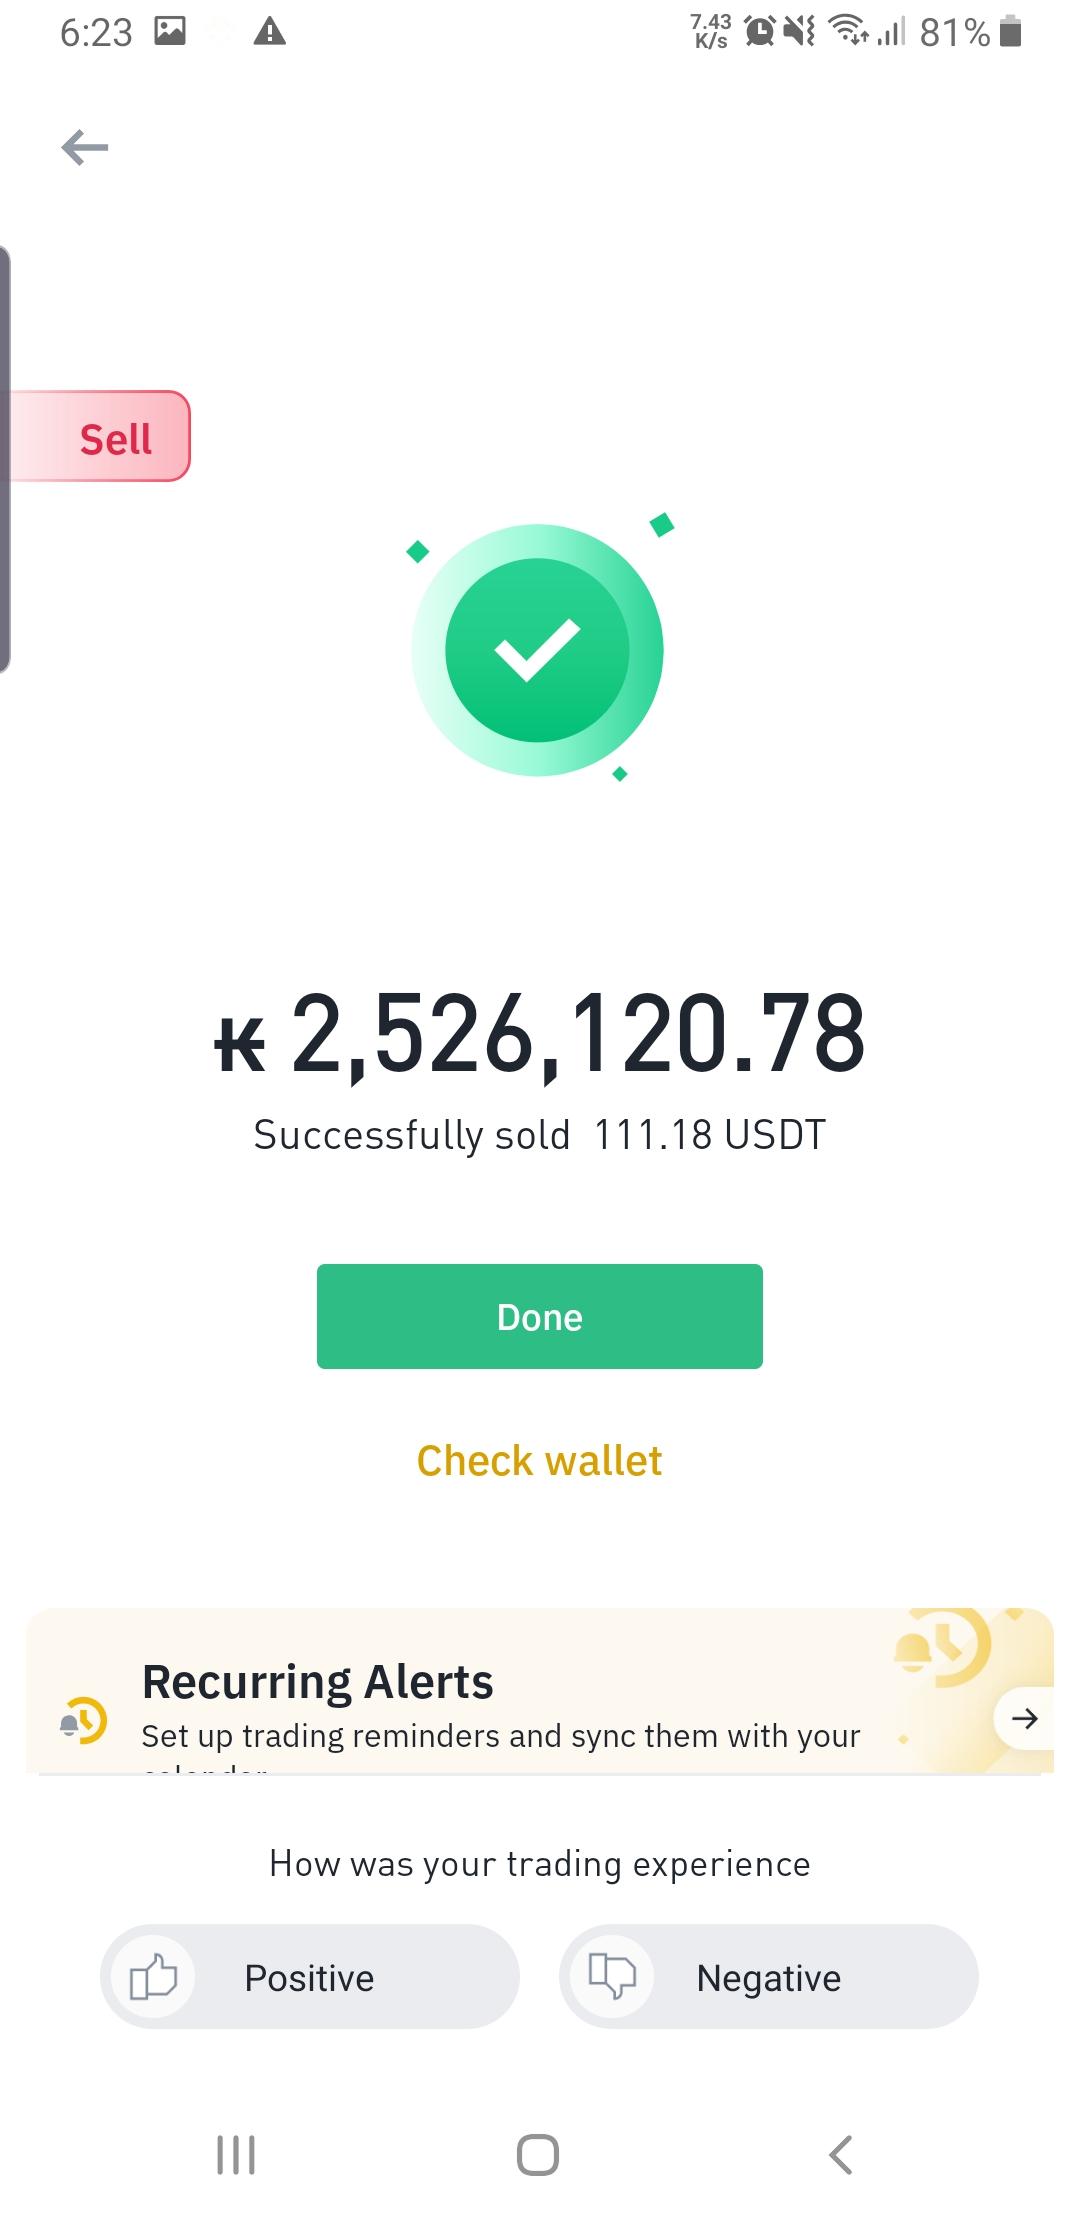 6:23
7.43
K/s
81%
Sell
₭ 2,526,120.78
Successfully sold 111.18 USDT
Done
Check wallet
Recurring Alerts
Set up trading reminders and sync them with your
calendar
How was your trading experience
Positive
Negative